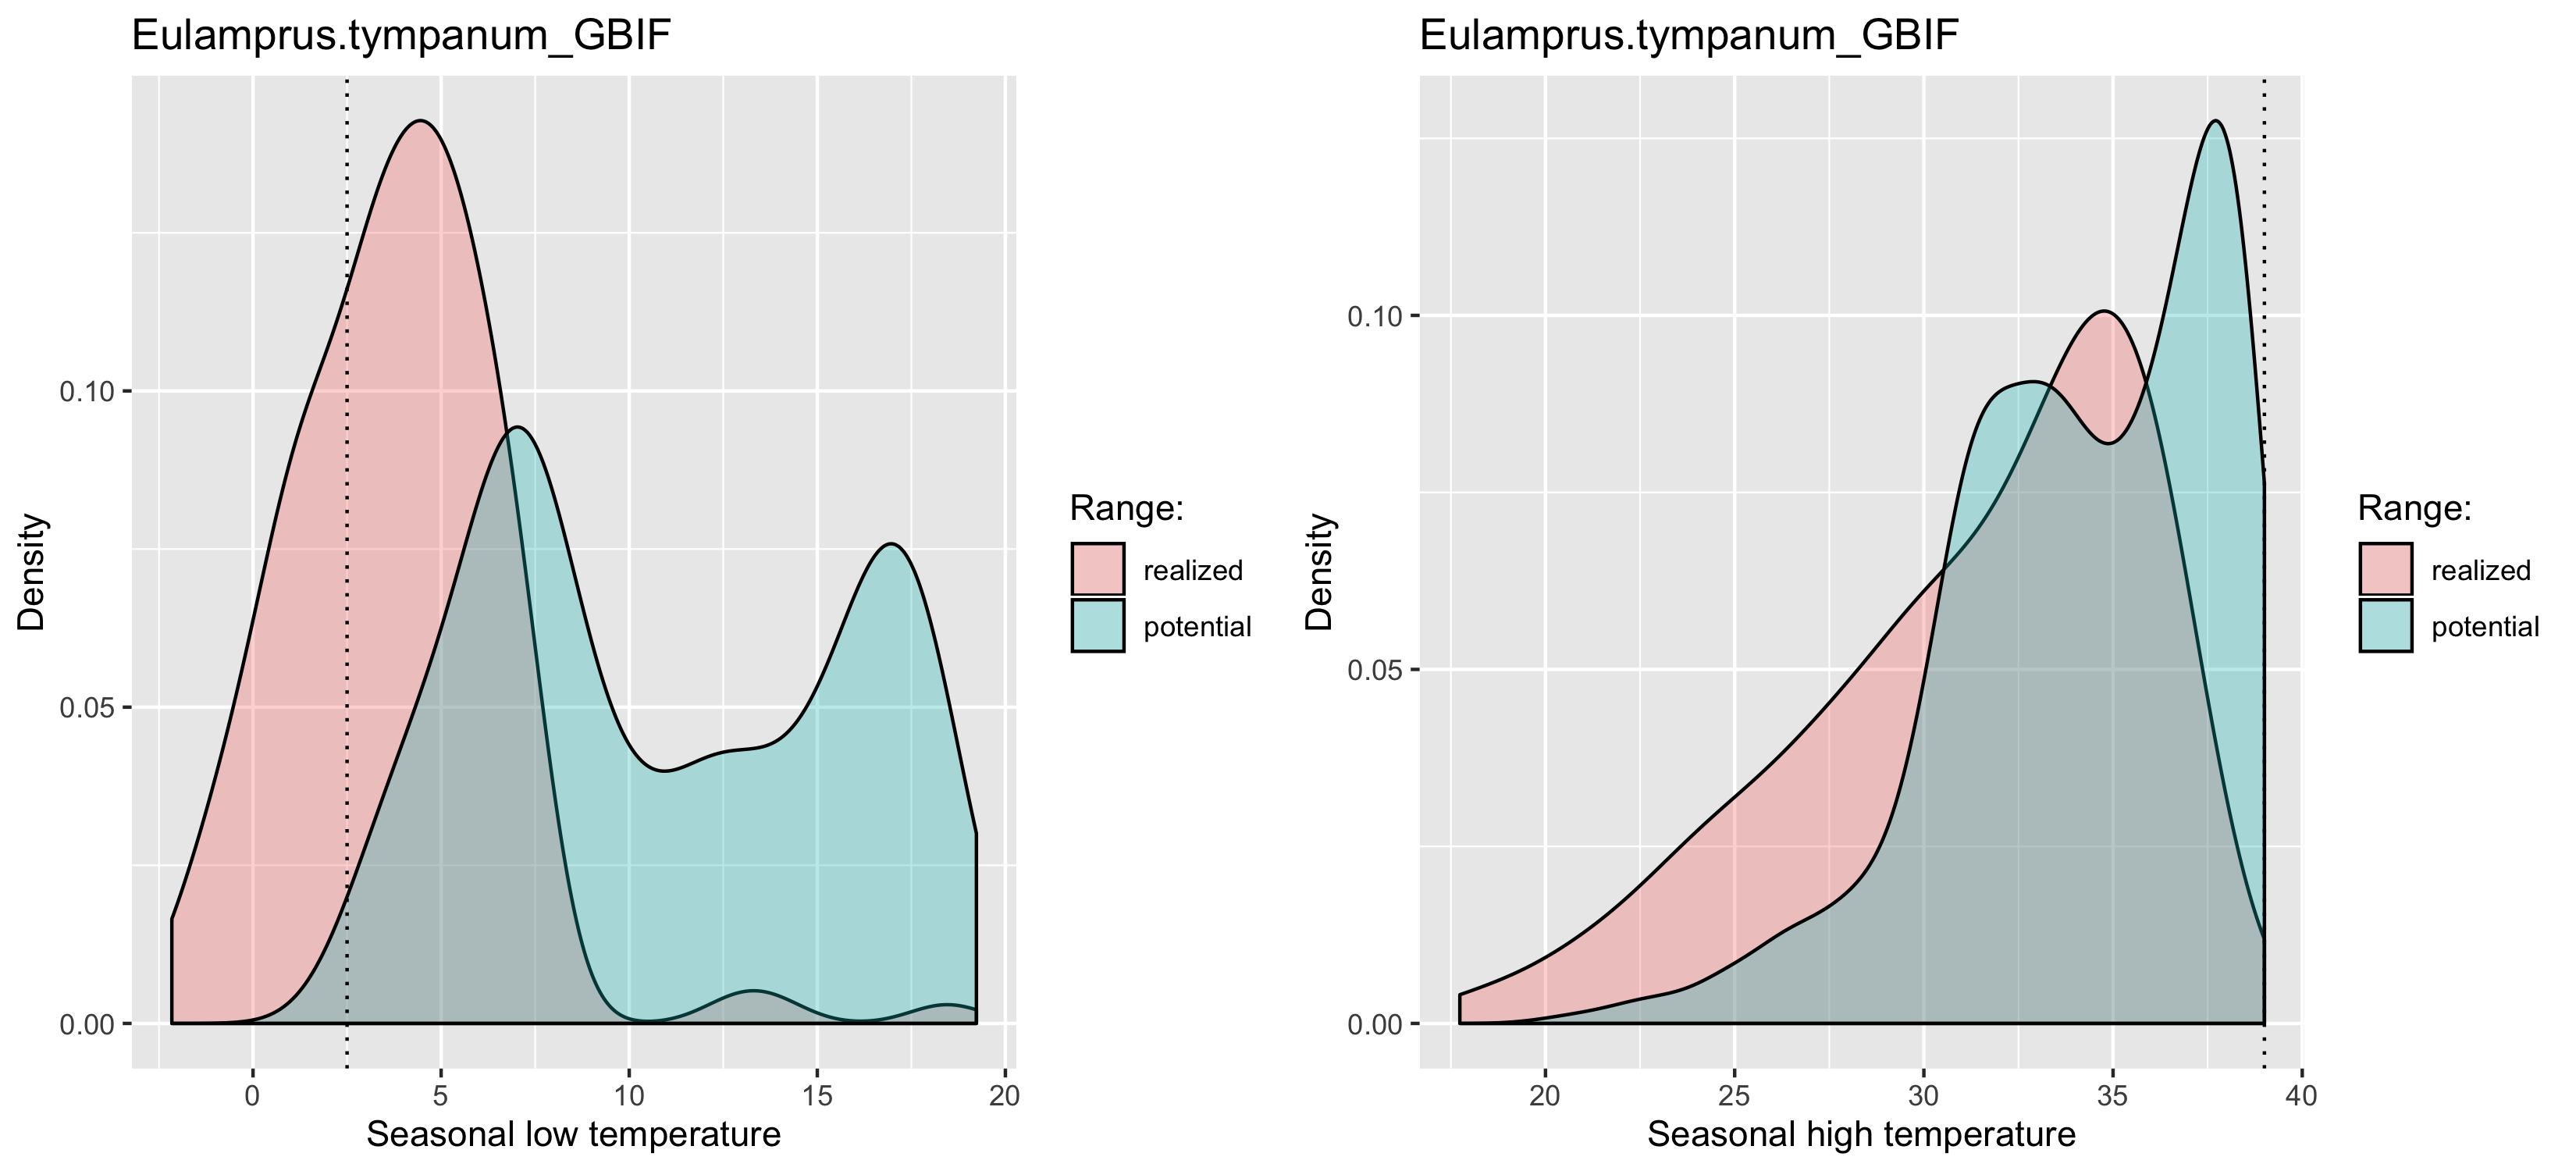 Eulamprus.tympanum_GBIF
Density
0.10
0.05
0.00
0 5 10 15 20
Seasonal low temperature
Range:
realized
potential
Eulamprus.tympanum_GBIF
Density
0.10
0.05
0.00
20 25 30 35 40
Seasonal high temperature
Range:
realized
potential